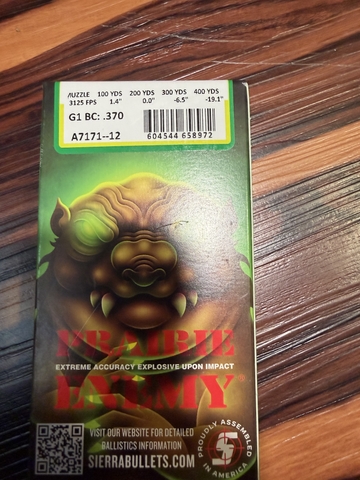 MUZZLE 100 YDS 200 YDS 300 YDS 400 YDS
3125 FPS 1.4" 0.0" -6.5" -19.1"
G1 BC: .370
A7171--12
604544 658972
PRAIRIE
EXTREME ACCURACY EXPLOSIVE UPON IMPACT
ENEMY
VISIT OUR WEBSITE FOR DETAILED
BALLISTICS INFORMATION
SIERRABULLETS.COM
PROUDLY ASSEMBLED
IN AMERICA